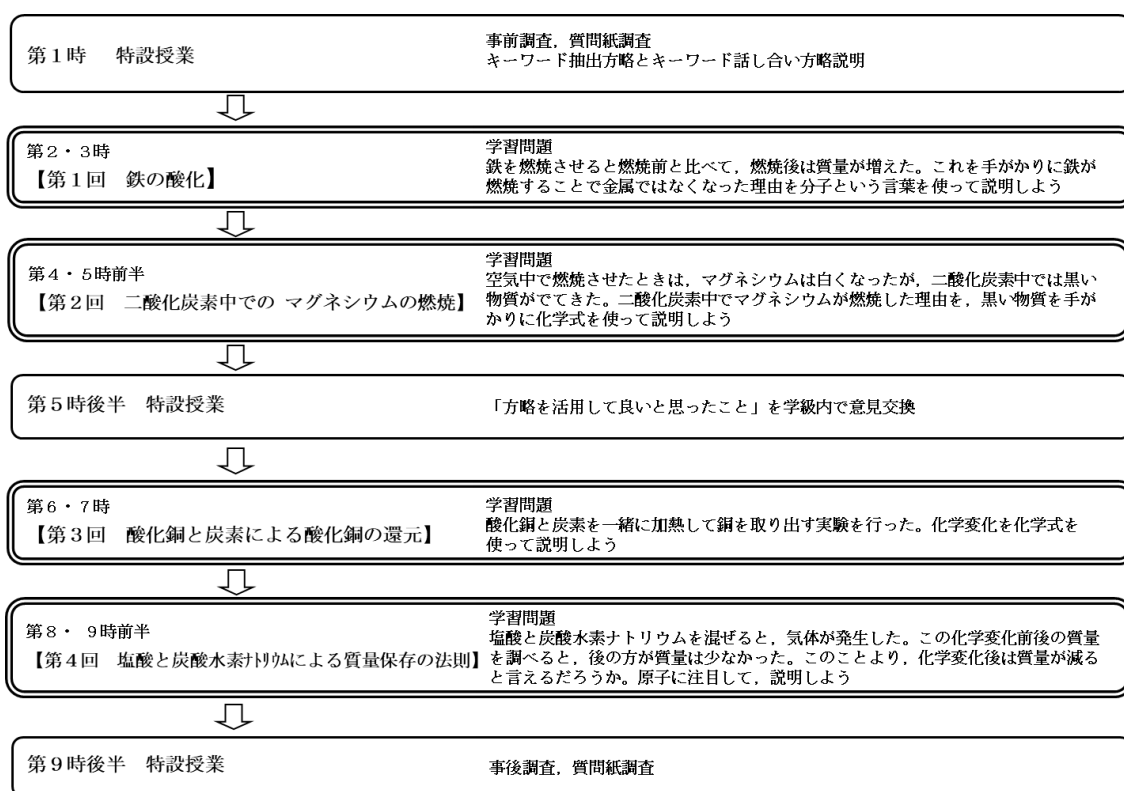 第1時　特設授業
事前調査，質問紙調査
キーワード抽出方略とキーワード話し合い方略説明
第2・3時
【第1回　鉄の酸化】
学習問題
鉄を燃焼させると燃焼前と比べて，燃焼後は質量が増えた。これを手がかりに鉄が
燃焼することで金属ではなくなった理由を分子という言葉を使って説明しよう
第4・5時前半
【第2回　二酸化炭素中での マグネシウムの燃焼】
学習問題
空気中で燃焼させたときは，マグネシウムは白くなったが，二酸化炭素中では黒い
物質がでてきた。二酸化炭素中でマグネシウムが燃焼した理由を，黒い物質を手が
かりに化学式を使って説明しよう
第5時後半　特設授業
「方略を活用して良いと思ったこと」を学級内で意見交換
第6・7時
【第3回　酸化銅と炭素による酸化銅の還元】
学習問題
酸化銅と炭素を一緒に加熱して銅を取り出す実験を行った。化学変化を化学式を
使って説明しよう
第8・ 9時前半
【第4回　塩酸と炭酸水素ﾅﾄﾘｳﾑによる質量保存の法則】
学習問題
塩酸と炭酸水素ナトリウムを混ぜると，気体が発生した。この化学変化前後の質量
を調べると，後の方が質量は少なかった。このことより，化学変化後は質量が減る
と言えるだろうか。原子に注目して，説明しよう
第9時後半　特設授業
事後調査，質問紙調査